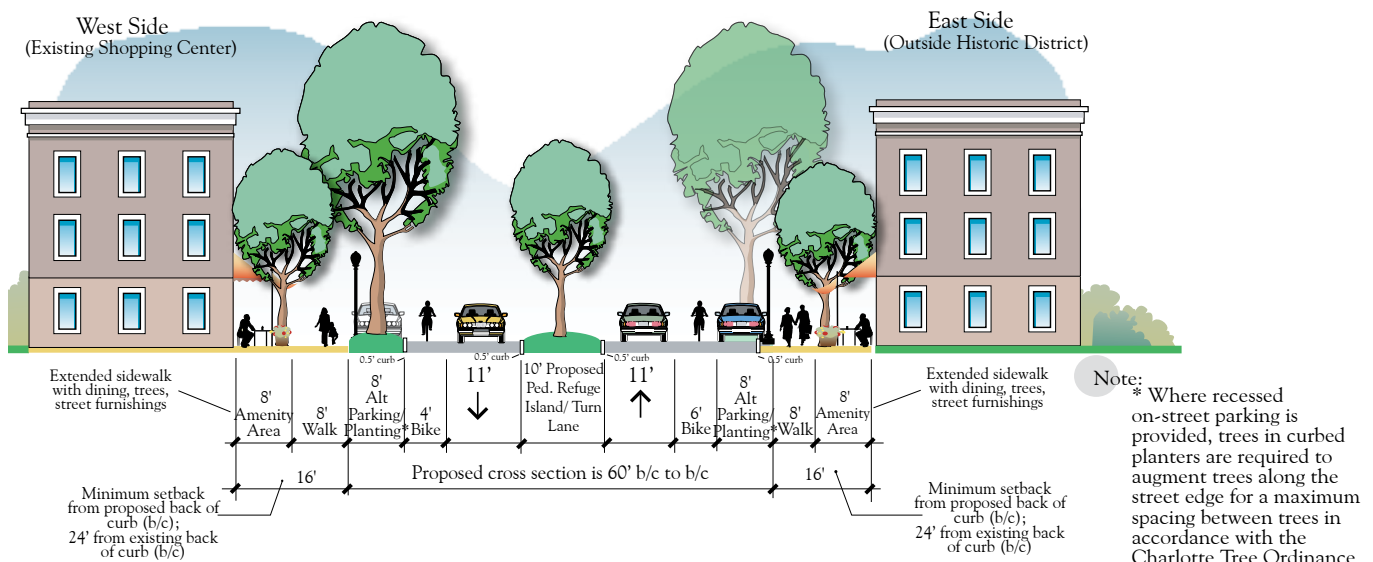 West Side
(Existing Shopping Center)
East Side
(Outside Historic District)
0.5' curb
0.5' curb
0.5' curb
0.5' curb
Extended sidewalk
with dining, trees,
street furnishings
8'
Amenity
Area
8'
Walk
8'
Alt
Parking/
Planting*
4'
Bike
11'
10' Proposed
Ped. Refuge
Island/ Turn
Lane
11'
6'
Bike
8'
Alt
Parking/
Planting*
8'
Walk
8'
Amenity
Area
Extended sidewalk
with dining, trees,
street furnishings
16'
Proposed cross section is 60' b/c to b/c
16'
Minimum setback
from proposed back of
curb (b/c);
24' from existing back
of curb (b/c)
Minimum setback
from proposed back of
curb (b/c);
24' from existing back
of curb (b/c)
Note:
* Where recessed
on-street parking is
provided, trees in curbed
planters are required to
augment trees along the
street edge for a maximum
spacing between trees in
accordance with the
Charlotte Tree Ordinance